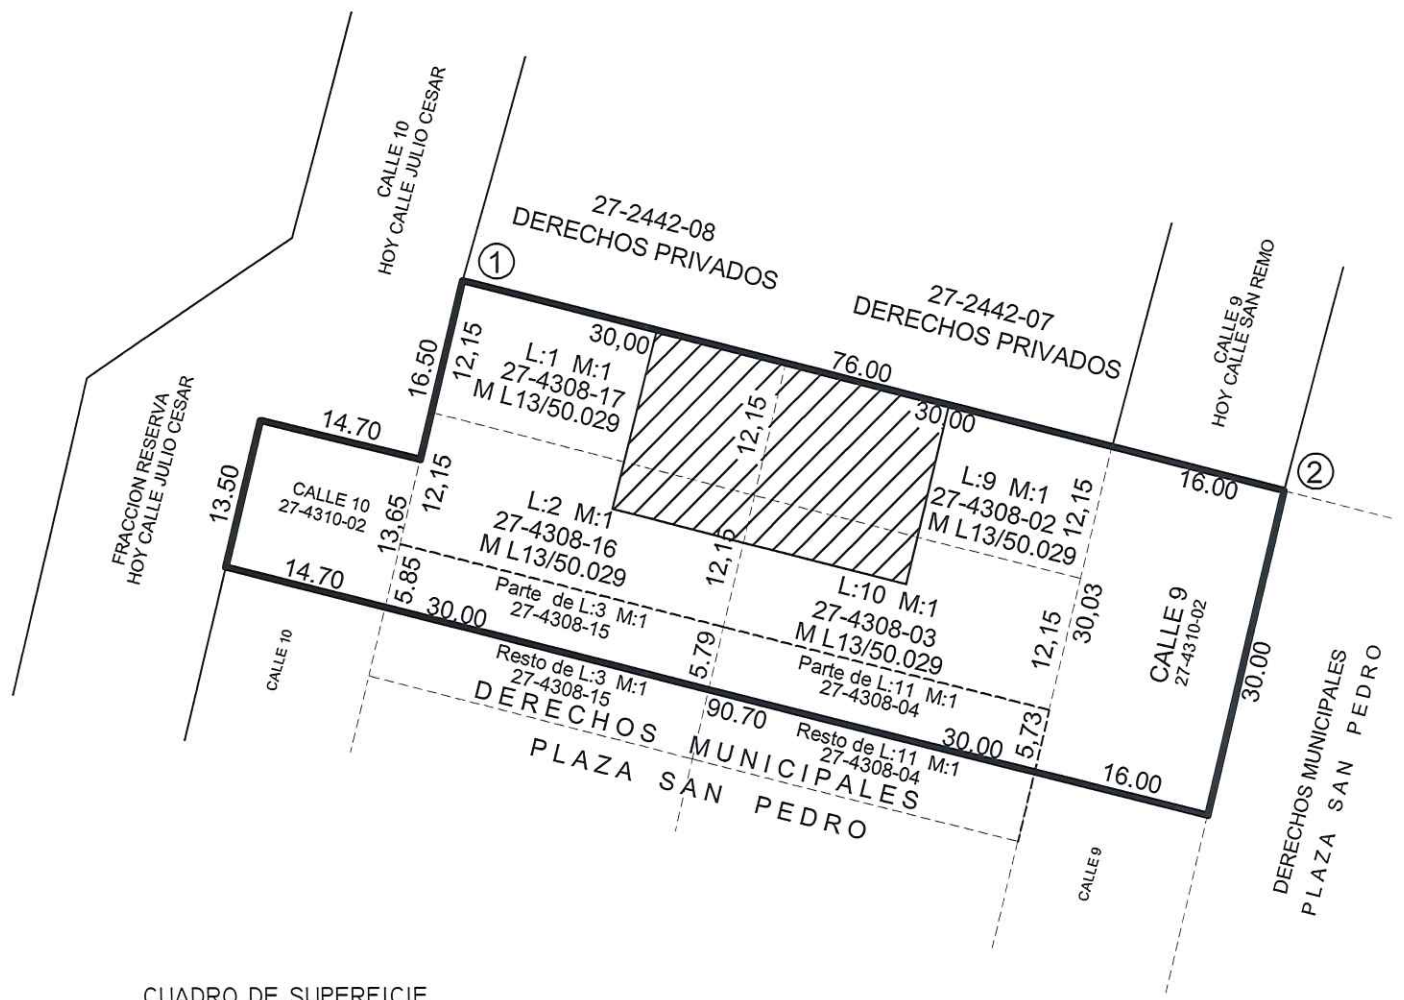 CALLE 10
HOY CALLE JULIO CESAR
27-2442-08
DERECHOS PRIVADOS
27-2442-07
DERECHOS PRIVADOS
CALLE 9
HOY CALLE SAN REMO
1
2
30,00
76.00
30,00
16.00
16.50
12,15
L:1 M:1
27-4308-17
M L13/50.029
12,15
FRACCION RESERVA
HOY CALLE JULIO CESAR
14.70
13.50
CALLE 10
27-4310-02
13,65
12,15
L:2 M:1
27-4308-16
M L13/50.029
12,15
L:9 M:1
27-4308-02
M L13/50.029
12,15
L:10 M:1
27-4308-03
M L13/50.029
12,15
30,03
CALLE 9
27-4310-02
30.00
14.70
5.85
30.00
Parte de L:3 M:1
27-4308-15
5.79
Parte de L:11 M:1
27-4308-04
5,73
CALLE 10
Resto de L:3 M:1
27-4308-15
90.70
Resto de L:11 M:1
27-4308-04
30.00
16.00
DERECHOS MUNICIPALES
PLAZA SAN PEDRO
CALLE 9
DERECHOS MUNICIPALES
PLAZA SAN PEDRO
CUADRO DE SUPERFICIE